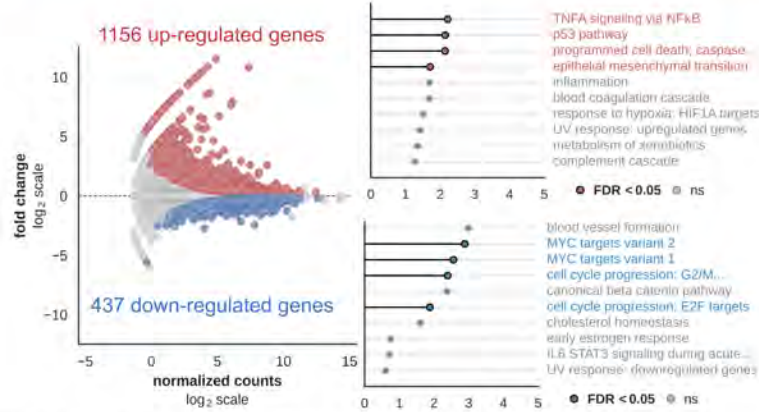 1156 up-regulated genes
437 down-regulated genes
10
5
0
−5
−10
fold change
log2 scale
−5 0 5 10 15
normalized counts
log2 scale
TNFA signaling via NFkB
p53 pathway
programmed cell death; caspase...
epithelial mesenchymal transition
inflammation
blood coagulation cascade
response to hypoxia; HIF1A targets
UV response: upregulated genes
metabolism of xenobiotics
complement cascade
0 1 2 3 4 5
FDR < 0.05 ns
blood vessel formation
MYC targets variant 2
MYC targets variant 1
cell cycle progression: G2/M...
canonical beta catenin pathway
cell cycle progression: E2F targets
cholesterol homeostasis
early estrogen response
IL6 STAT3 signaling during acute...
UV response: downregulated genes
0 1 2 3 4 5
FDR < 0.05 ns